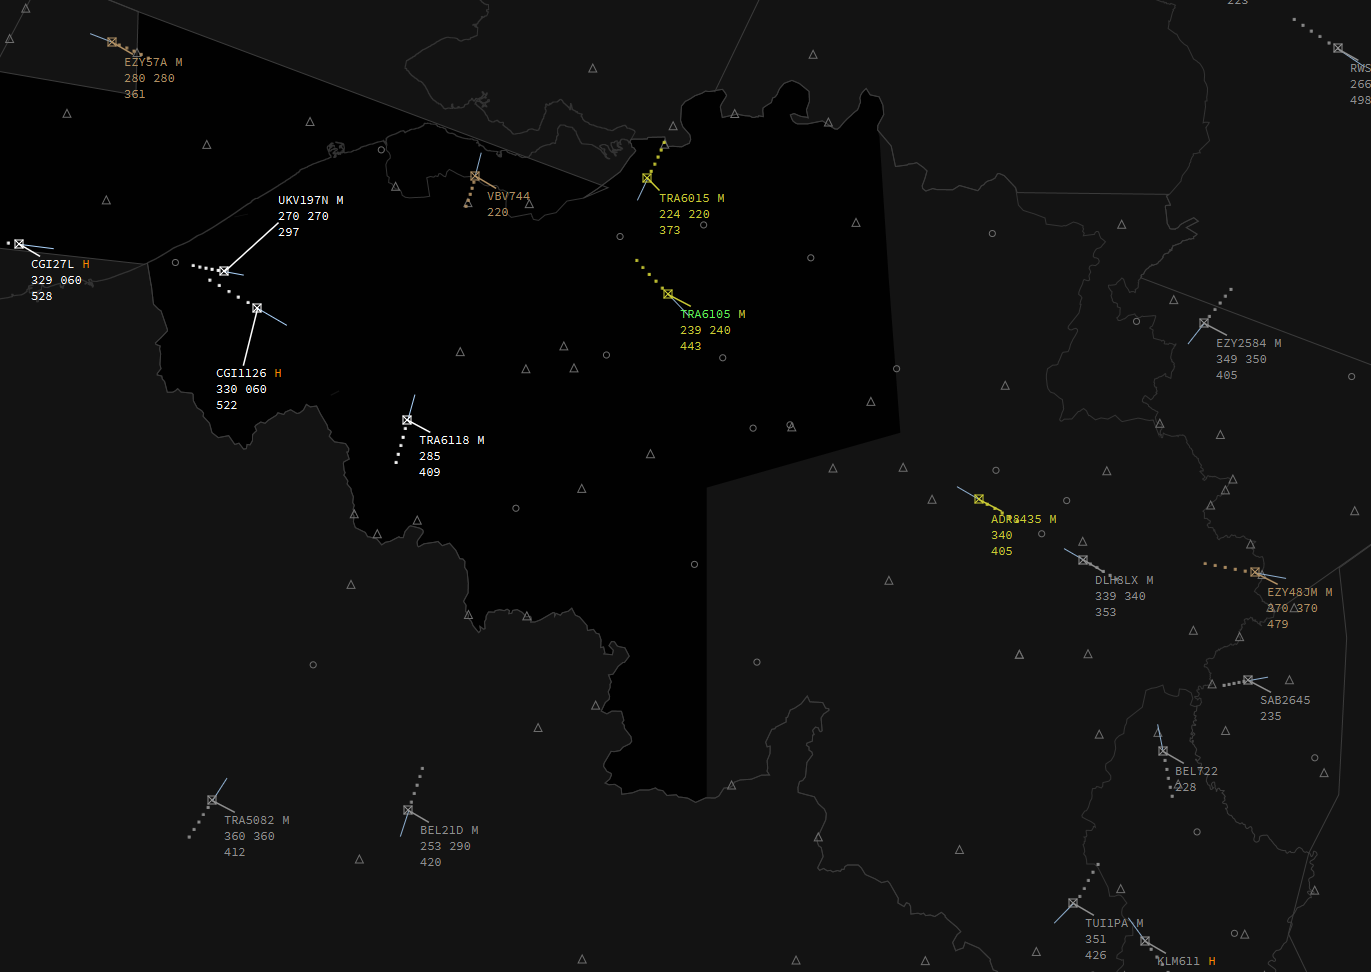 223
EZY57A M
280 280
361
RWS
266
498
UKV197N M
270 270
297
VBV744
220
TRA6015 M
224 220
373
CGI27L H
329 060
528
TRA6105 M
239 240
443
EZY2584 M
349 350
405
CGI1126 H
330 060
522
TRA6118 M
285
409
ADR8435 M
340
405
DLH3LX M
339 340
353
EZY48JM M
370 370
479
SAB2645
235
BEL722
228
TRA5082 M
360 360
412
BEL21D M
253 290
420
TUI1PA M
351
426
KLM611 H